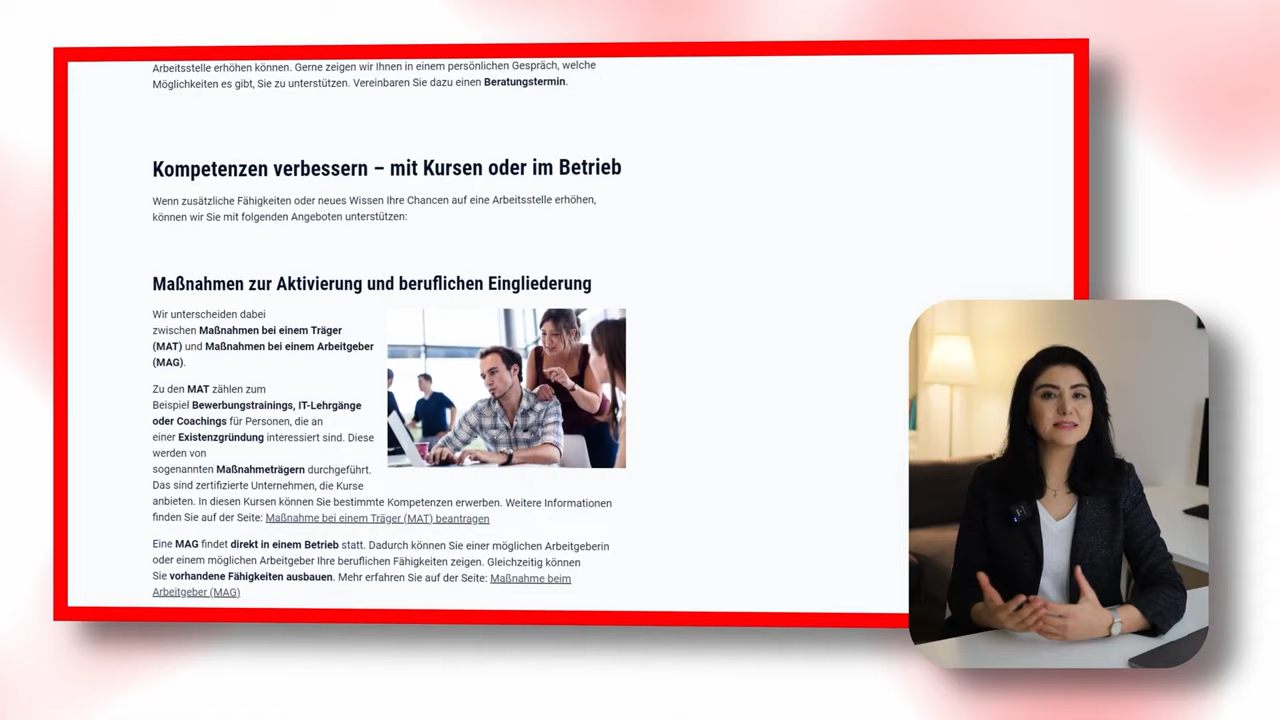 Arbeitsstelle erhöhen können. Gerne zeigen wir Ihnen in einem persönlichen Gespräch, welche
Möglichkeiten es gibt, Sie zu unterstützen. Vereinbaren Sie dazu einen Beratungstermin.
Kompetenzen verbessern – mit Kursen oder im Betrieb
Wenn zusätzliche Fähigkeiten oder neues Wissen Ihre Chancen auf eine Arbeitsstelle erhöhen,
können wir Sie mit folgenden Angeboten unterstützen:
Maßnahmen zur Aktivierung und beruflichen Eingliederung
Wir unterscheiden dabei
zwischen Maßnahmen bei einem Träger
(MAT) und Maßnahmen bei einem Arbeitgeber
(MAG).
Zu den MAT zählen zum
Beispiel Bewerbungstrainings, IT-Lehrgänge
oder Coachings für Personen, die an
einer Existenzgründung interessiert sind. Diese
werden von
sogenannten Maßnahmeträgern durchgeführt.
Das sind zertifizierte Unternehmen, die Kurse
anbieten. In diesen Kursen können Sie bestimmte Kompetenzen erwerben. Weitere Informationen
finden Sie auf der Seite: Maßnahme bei einem Träger (MAT) beantragen
Eine MAG findet direkt in einem Betrieb statt. Dadurch können Sie einer möglichen Arbeitgeberin
oder einem möglichen Arbeitgeber Ihre beruflichen Fähigkeiten zeigen. Gleichzeitig können
Sie vorhandene Fähigkeiten ausbauen. Mehr erfahren Sie auf der Seite: Maßnahme beim
Arbeitgeber (MAG)